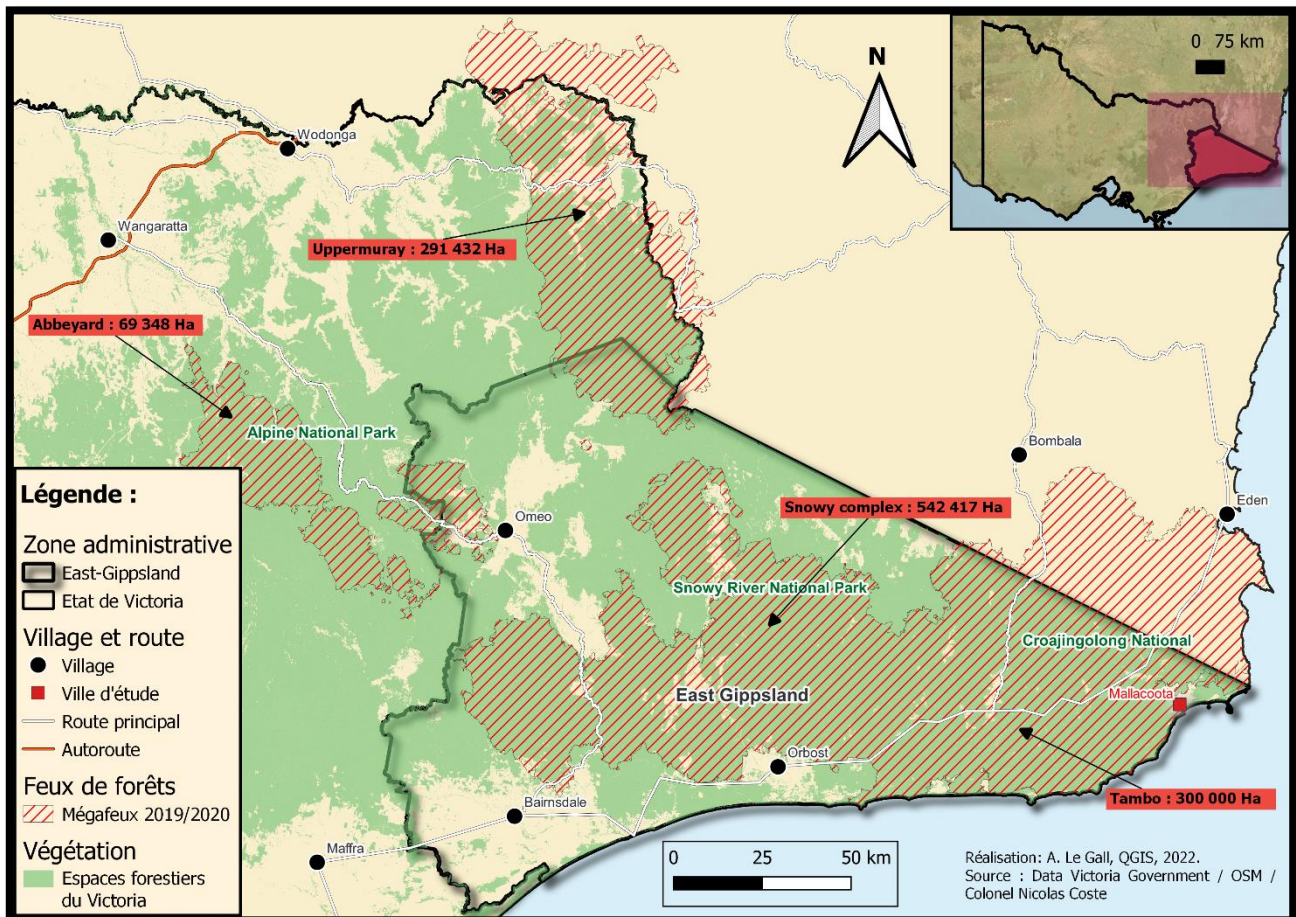 0 75 km
N
Wodonga
Wangaratta
Uppermuray : 291 432 Ha
Abbeyard : 69 348 Ha
Alpine National Park
Bombala
Eden
Omeo
Snowy complex : 542 417 Ha
Snowy River National Park
Croajingolong National
East Gippsland
Mallacoota
Orbost
Tambo : 300 000 Ha
Bairnsdale
Maffra
Légende :
Zone administrative
East-Gippsland
Etat de Victoria
Village et route
Village
Ville d'étude
Route principal
Autoroute
Feux de forêts
Mégafeux 2019/2020
Végétation
Espaces forestiers
du Victoria
0 25 50 km
Réalisation: A. Le Gall, QGIS, 2022.
Source : Data Victoria Government / OSM /
Colonel Nicolas Coste